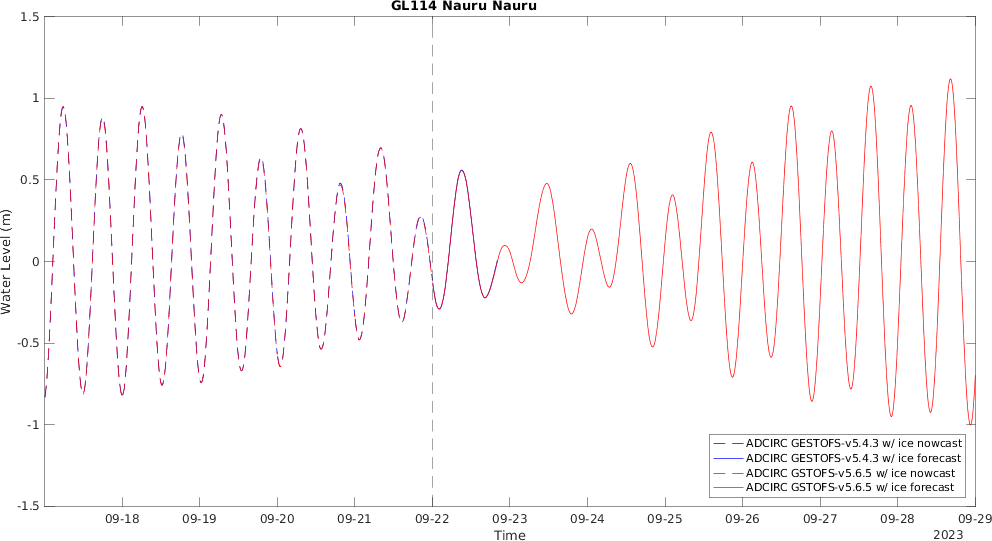 GL114 Nauru Nauru
1.5
1
0.5
0
-0.5
-1
-1.5
Water Level (m)
ADCIRC GESTOFS-v5.4.3 w/ ice nowcast
ADCIRC GESTOFS-v5.4.3 w/ ice forecast
ADCIRC GSTOFS-v5.6.5 w/ ice nowcast
ADCIRC GSTOFS-v5.6.5 w/ ice forecast
09-18 09-19 09-20 09-21 09-22 09-23 09-24 09-25 09-26 09-27 09-28 09-29
Time
2023